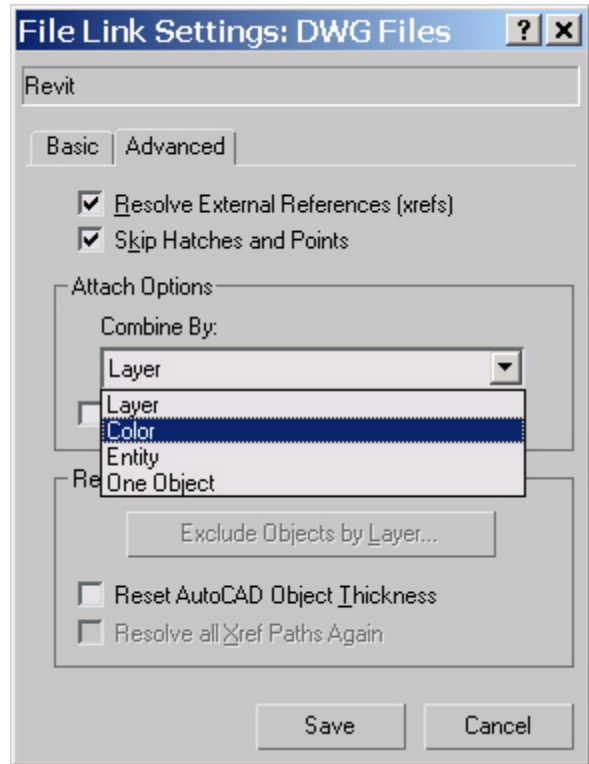 File Link Settings: DWG Files ? ×
Revit
Basic Advanced
Resolve External References (xrefs)
Skip Hatches and Points
Attach Options
Combine By:
Layer
Layer
Color
Entity
One Object
Re
Exclude Objects by Layer...
Reset AutoCAD Object Thickness
Resolve all Xref Paths Again
Save Cancel